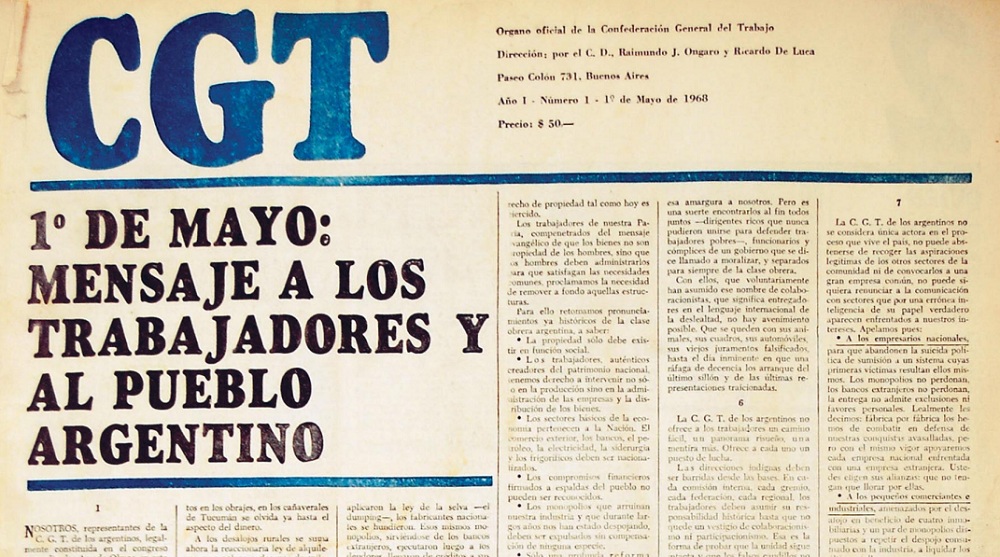 CGT
Organo oficial de la Confederación General del Trabajo
Dirección; por el C. D., Raimundo J. Ongaro y Ricardo De Luca
Paseo Colón 731, Buenos Aires
Año I - Número 1 - 1º de Mayo de 1968
Precio: $ 50.—
1º DE MAYO:
MENSAJE A LOS
TRABAJADORES Y
AL PUEBLO
ARGENTINO
1
NOSOTROS, representantes de la
C. G. T. de los argentinos, legal-
mente constituida en el congreso
tos en los obrajes, en los cañaverales
de Tucumán se olvida ya hasta el
aspecto del dinero.
A los desalojos rurales se suma
ahora la reaccionaria ley de alquile-
aplicaron la ley de la selva —el
dumping—, los fabricantes naciona-
les se hundieron. Esos mismos mo-
nopolios, sirviéndose de los bancos
extranjeros, ejecutaron luego a los
recho de propiedad tal como hoy es
ejercido.
Los trabajadores de nuestra Pa-
ria, compenetrados del mensaje
vangélico de que los bienes no son
ropiedad de los hombres, sino que
os hombres deben administrarlos
para que satisfagan las necesidades
comunes, proclamamos la necesidad
de remover a fondo aquellas estruc-
turas.
Para ello retomamos pronuncia-
mientos ya históricos de la clase
obrera argentina, a saber:
• La propiedad sólo debe exis-
tir en función social.
• Los trabajadores, auténticos
creadores del patrimonio nacional,
tenemos derecho a intervenir no só-
o en la producción sino en la admi-
nistración de las empresas y la dis-
ribución de los bienes.
• Los sectores básicos de la eco-
nomía pertenecen a la Nación. El
comercio exterior, los bancos, el pe-
tróleo, la electricidad, la siderurgia
y los frigoríficos deben ser naciona-
lizados.
• Los compromisos financieros
firmados a espaldas del pueblo no
pueden ser reconocidos.
• Los monopolios que arruinan
nuestra industria y que durante lar-
gos años nos han estado despojando,
deben ser expulsados sin compensa-
ción de ninguna especie.
• Sólo una profunda reforma
esa amargura a nosotros. Pero es
una suerte encontrarlos al fin todos
juntos —dirigentes ricos que nunca
pudieron unirse para defender tra-
bajadores pobres—, funcionarios y
cómplices de un gobierno que se di-
ce llamado a moralizar, y separados
para siempre de la clase obrera.
Con ellos, que voluntariamente
han asumido ese nombre de colabo-
racionistas, que significa entregado-
res en el lenguaje internacional de
la deslealtad, no hay avenimiento
posible. Que se queden con sus ani-
males, sus cuadros, sus automóviles,
sus viejos juramentos falsificados,
hasta el día inminente en que una
ráfaga de decencia los arranque del
último sillón y de las últimas re-
presentaciones traicionadas.
6
La C. G. T. de los argentinos no
ofrece a los trabajadores un camino
fácil, un panorama risueño, una
mentira más. Ofrece a cada uno un
puesto de lucha.
Las direcciones indignas deben
ser barridas desde las bases. En ca-
da comisión interna, cada gremio,
cada federación, cada regional, los
trabajadores deben asumir su res-
ponsabilidad histórica hasta que no
quede un vestigio de colaboracionis-
mo ni participacionismo. Esa es la
forma de probar que la unidad sigue
7
La C. G. T. de los argentinos no
se considera única actora en el pro-
ceso que vive el país, no puede abs-
tenerse de recoger las aspiraciones
legítimas de los otros sectores de la
comunidad ni de convocarlos a una
gran empresa común, no puede si-
quiera renunciar a la comunicación
con sectores que por una errónea in-
teligencia de su papel verdadero
aparecen enfrentados a nuestros in-
tereses. Apelamos pues:
• A los empresarios nacionales,
para que abandonen la suicida polí-
tica de sumisión a un sistema cuyas
primeras víctimas resultan ellos mis-
mos. Los monopolios no perdonan,
los bancos extranjeros no perdonan,
la entrega no admite exclusiones ni
favores personales. Lealmente les
decimos: fábrica por fábrica los he-
mos de combatir en defensa de
nuestras conquistas avasalladas, pe-
ro con el mismo vigor apoyaremos
cada empresa nacional enfrentada
con una empresa extranjera. Uste-
des eligen sus alianzas: que no ten-
gan que llorar por ellas.
• A los pequeños comerciantes e
industriales, amenazados por el des-
alojo en beneficio de cuatro inmo-
biliarias y un par de monopolios dis-
puestos a repetir el despojo consu-